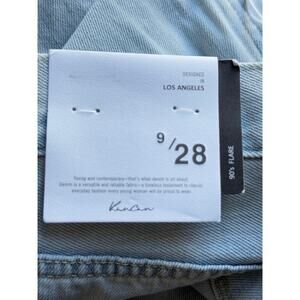 DESIGNED
IN
LOS ANGELES
9/28
90's FLARE
Young and contemporary—that's what denim is all about.
Denim is a versatile and reliable fabric—a timeless testament to classic
everyday fashion every young woman will be proud to wear.
KanCan